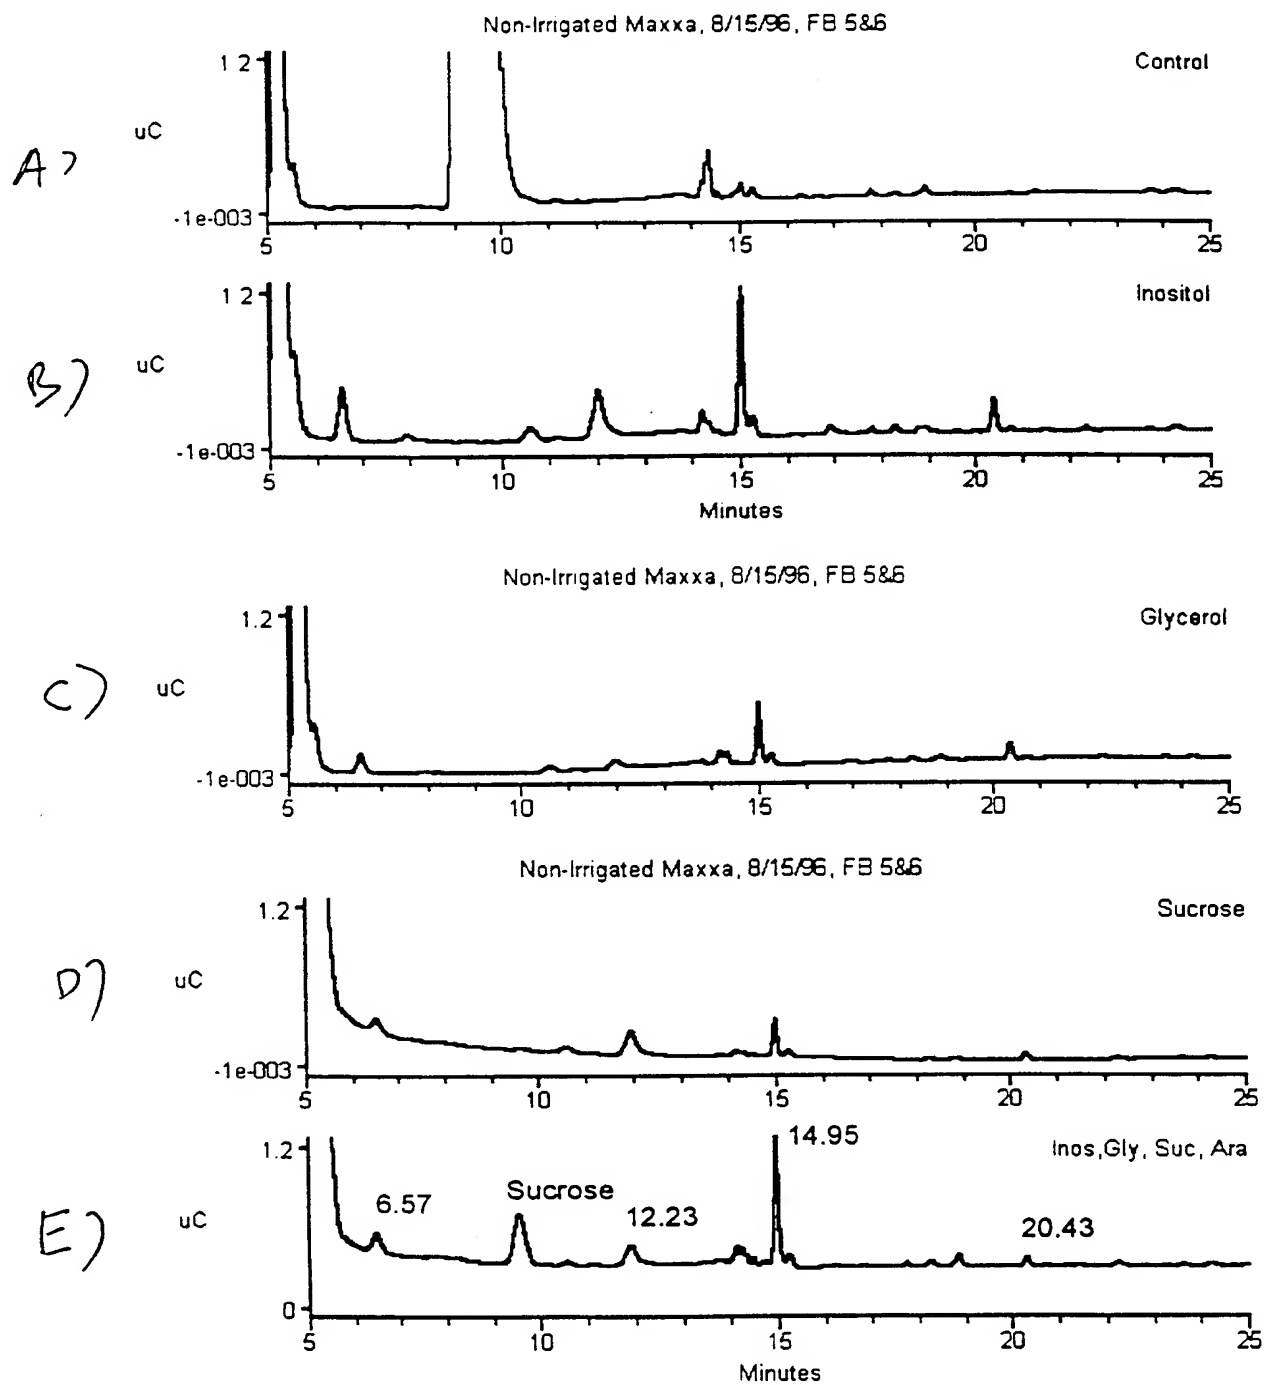 Non-Irrigated Maxxa, 8/15/96, FB 5&6
1 2
Control
uC
A)
-1e-003
5 10 15 20 25
1 2
Inositol
uC
B)
-1e-003
5 10 15 20 25
Minutes
Non-Irrigated Maxxa, 8/15/96, FB 5&6
1.2
Glycerol
uC
C)
-1e-003
5 10 15 20 25
Non-Irrigated Maxxa, 8/15/96, FB 5&6
1.2
Sucrose
uC
D)
-1e-003
5 10 15 20 25
14.95
1.2
Inos,Gly, Suc, Ara
6.57
Sucrose
12.23
20.43
uC
E)
0
5 10 15 20 25
Minutes